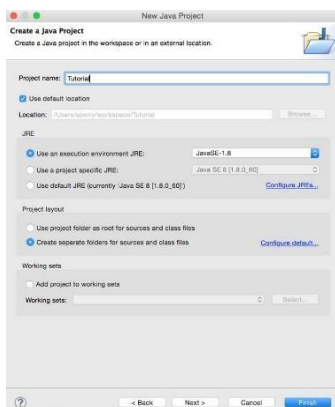 New Java Project
Create a Java Project
Create a Java project in the workspace or in an external location.
Project name: Tutorial
Use default location
Location: /Users/sperry/workspace/Tutorial Browse...
JRE
Use an execution environment JRE: JavaSE-1.8
Use a project specific JRE: Java SE 8 [1.8.0_60]
Use default JRE (currently 'Java SE 8 [1.8.0_60]') Configure JREs...
Project layout
Use project folder as root for sources and class files
Create separate folders for sources and class files Configure default...
Working sets
Add project to working sets
Working sets: Select...
? < Back Next > Cancel Finish